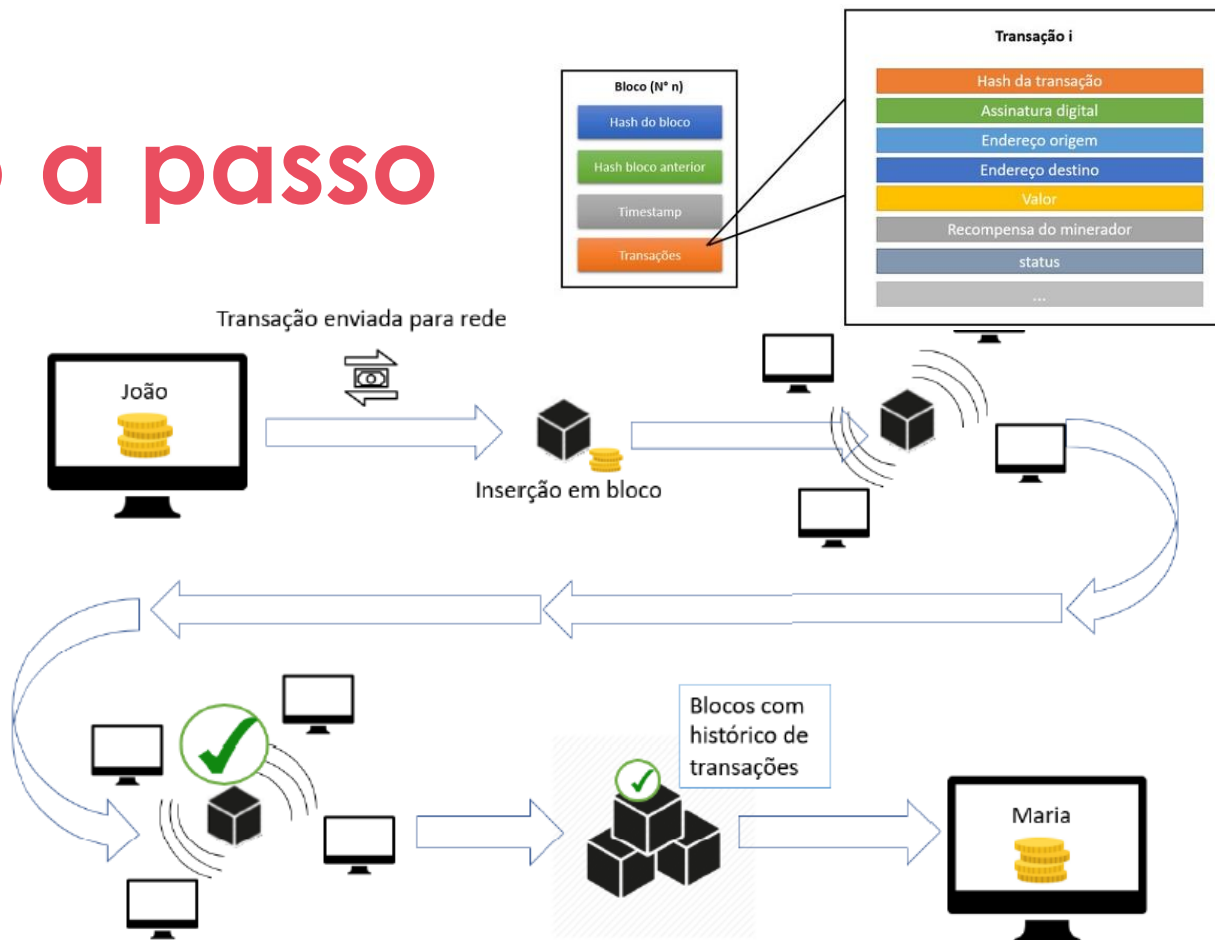 o a passo
Bloco (N° n)
Hash do bloco
Hash bloco anterior
Timestamp
Transações
Transação i
Hash da transação
Assinatura digital
Endereço origem
Endereço destino
Valor
Recompensa do minerador
status
...
Transação enviada para rede
João
Inserção em bloco
Blocos com
histórico de
transações
Maria